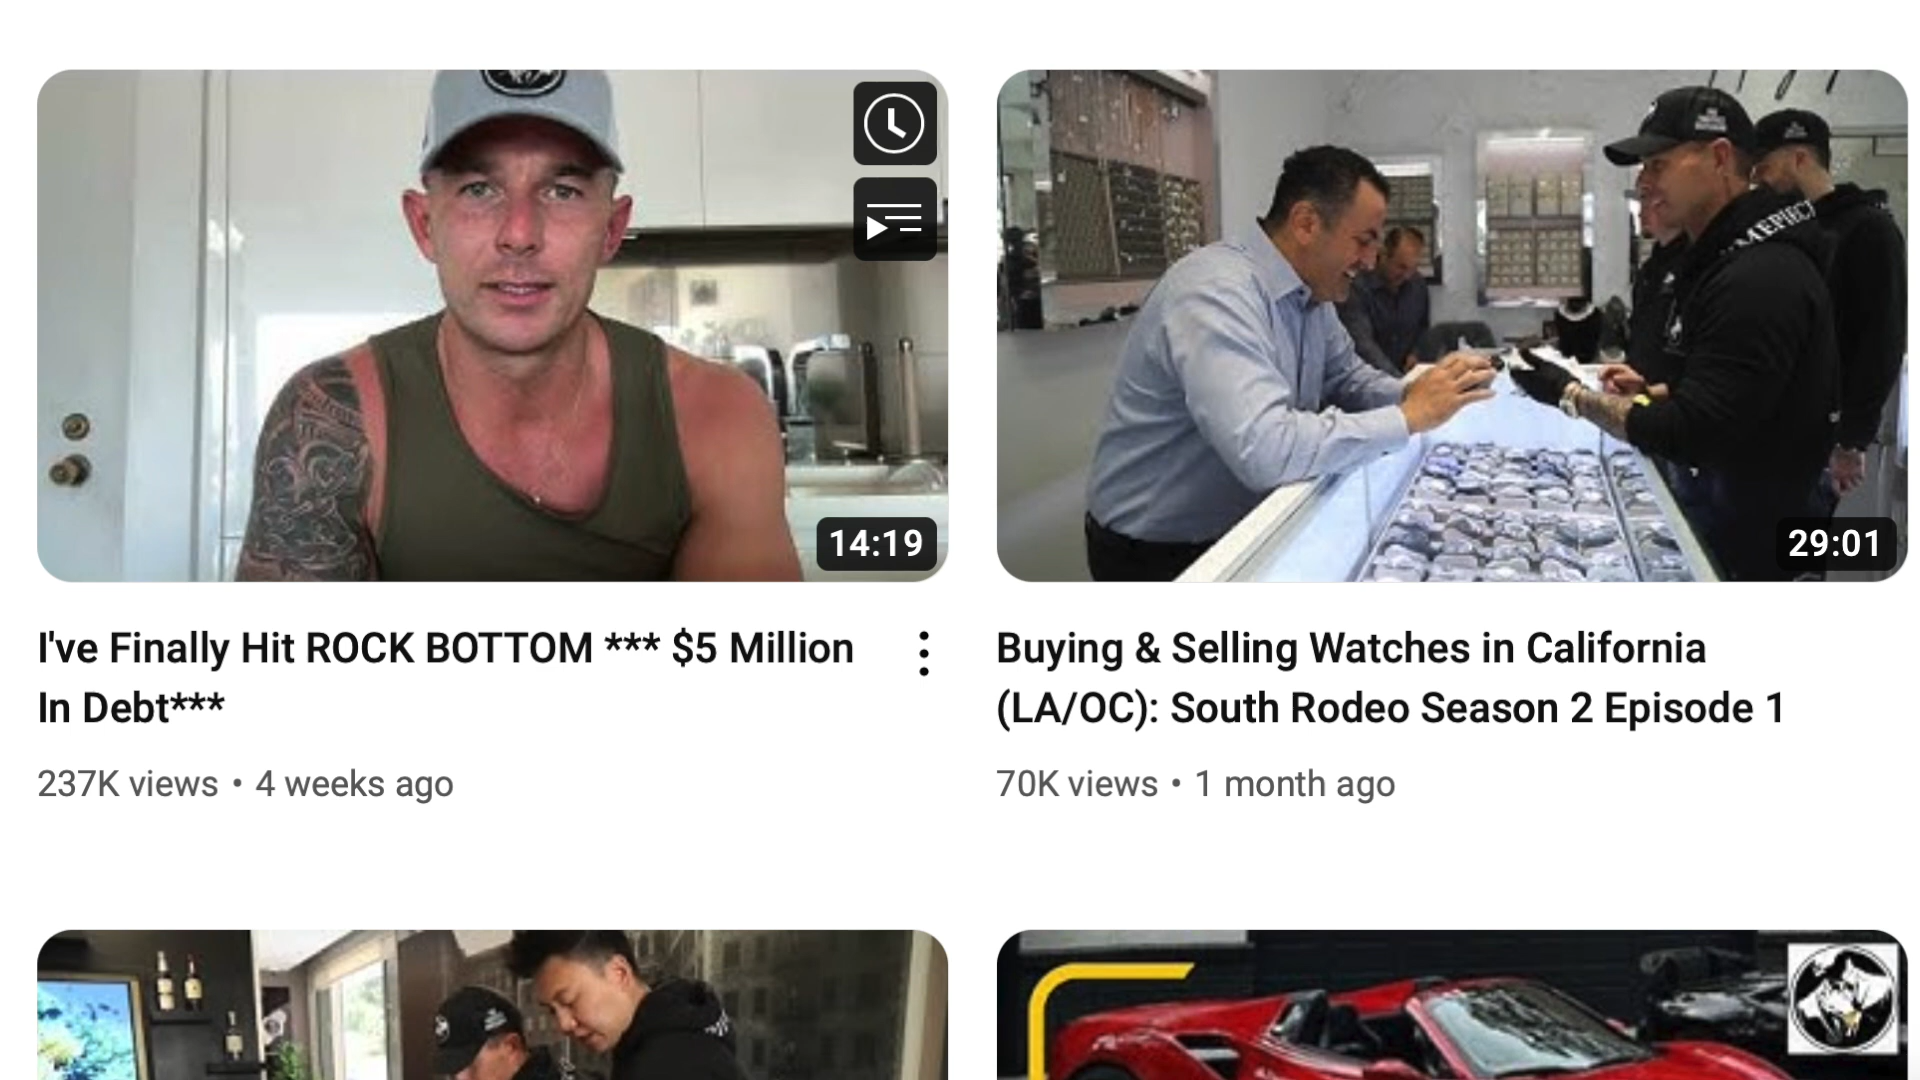 14:19
29:01
I've Finally Hit ROCK BOTTOM *** $5 Million
In Debt***
237K views • 4 weeks ago
Buying & Selling Watches in California
(LA/OC): South Rodeo Season 2 Episode 1
70K views • 1 month ago